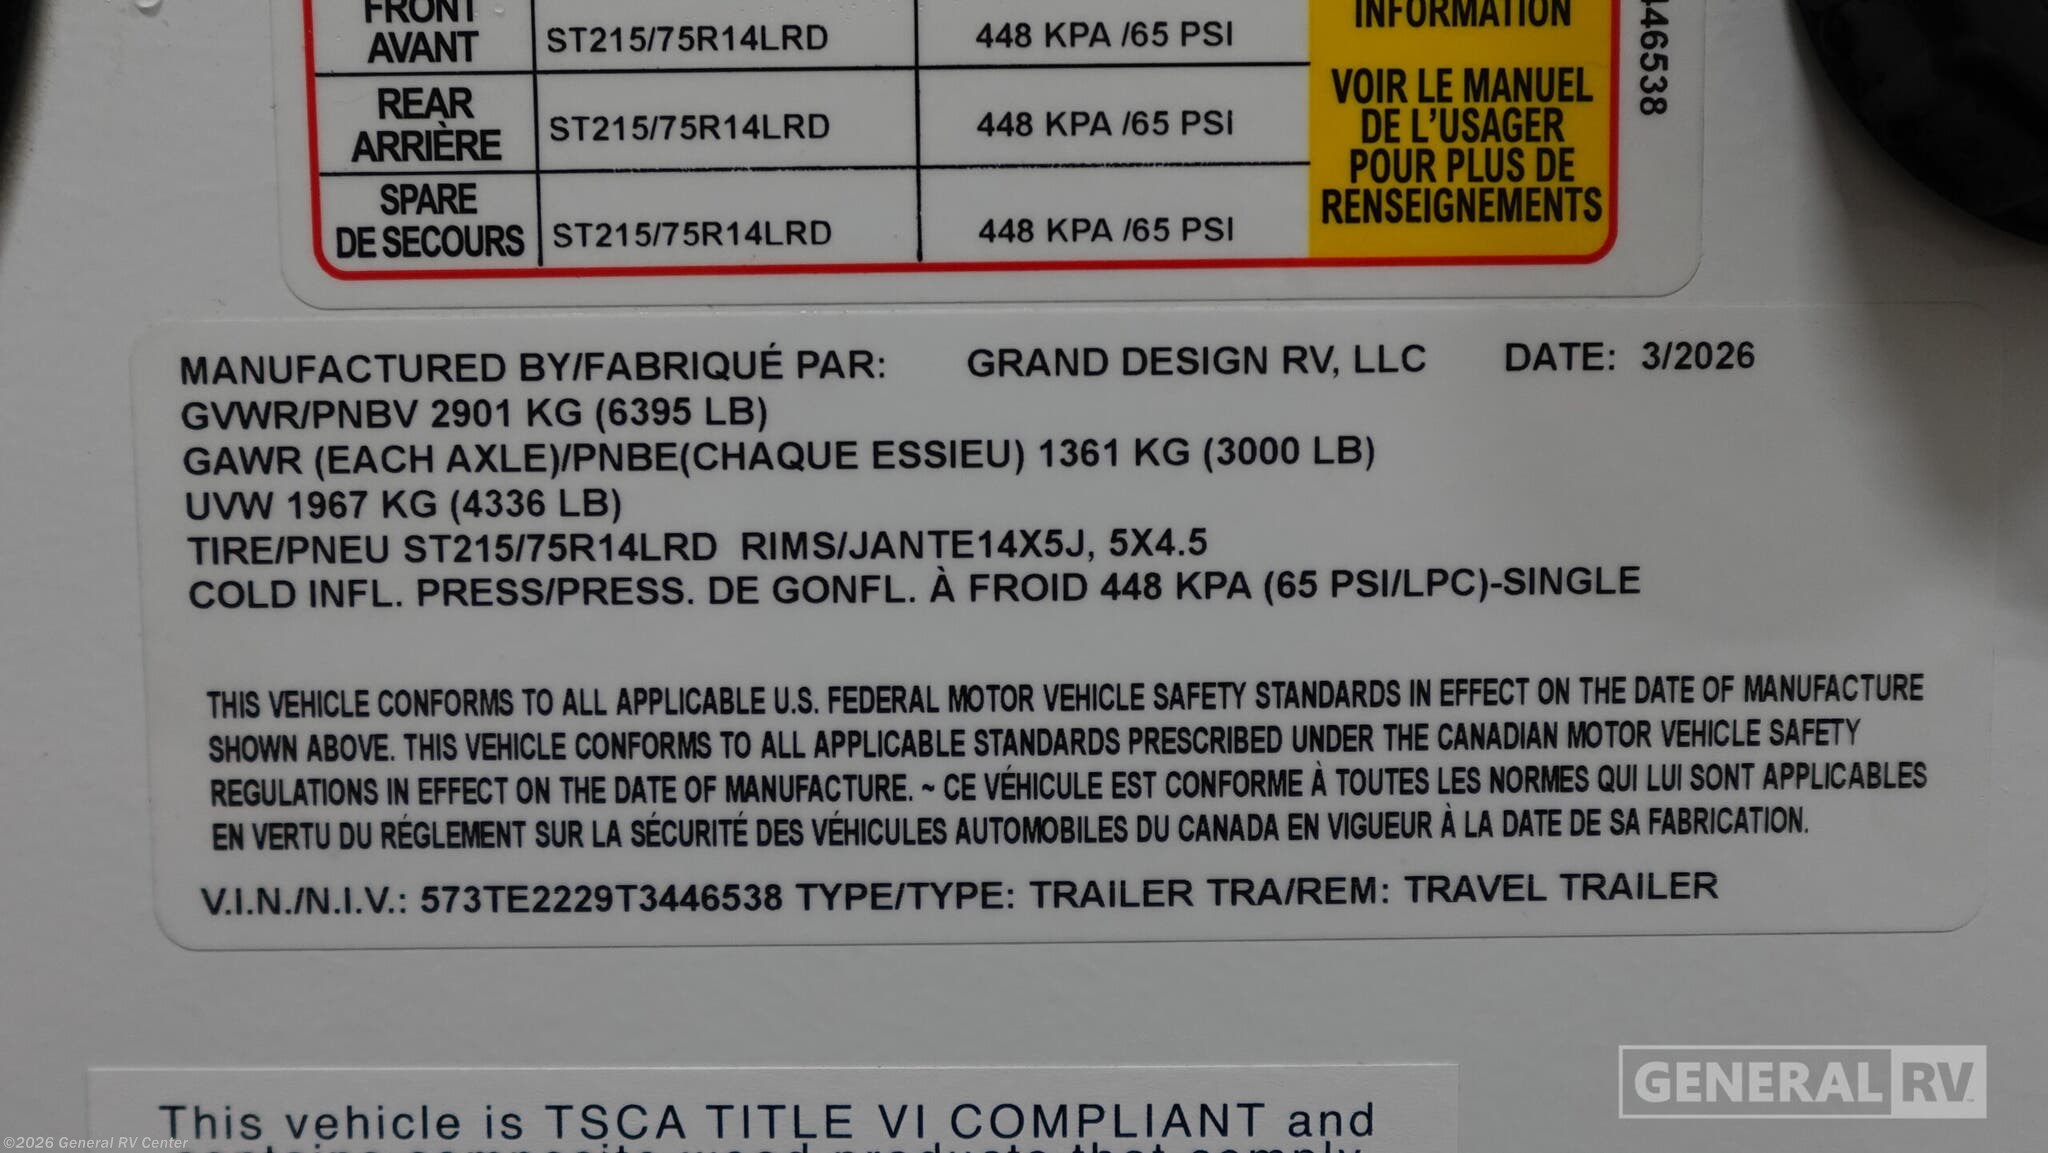 FRONT
AVANT
ST215/75R14LRD
448 KPA /65 PSI
REAR
ARRIÈRE
ST215/75R14LRD
448 KPA /65 PSI
SPARE
DE SECOURS
ST215/75R14LRD
448 KPA /65 PSI
INFORMATION
VOIR LE MANUEL
DE L'USAGER
POUR PLUS DE
RENSEIGNEMENTS
446538
MANUFACTURED BY/FABRIQUÉ PAR: GRAND DESIGN RV, LLC DATE: 3/2026
GVWR/PNBV 2901 KG (6395 LB)
GAWR (EACH AXLE)/PNBE(CHAQUE ESSIEU) 1361 KG (3000 LB)
UVW 1967 KG (4336 LB)
TIRE/PNEU ST215/75R14LRD RIMS/JANTE14X5J, 5X4.5
COLD INFL. PRESS/PRESS. DE GONFL. À FROID 448 KPA (65 PSI/LPC)-SINGLE
THIS VEHICLE CONFORMS TO ALL APPLICABLE U.S. FEDERAL MOTOR VEHICLE SAFETY STANDARDS IN EFFECT ON THE DATE OF MANUFACTURE
SHOWN ABOVE. THIS VEHICLE CONFORMS TO ALL APPLICABLE STANDARDS PRESCRIBED UNDER THE CANADIAN MOTOR VEHICLE SAFETY
REGULATIONS IN EFFECT ON THE DATE OF MANUFACTURE. ~ CE VÉHICULE EST CONFORME À TOUTES LES NORMES QUI LUI SONT APPLICABLES
EN VERTU DU RÉGLEMENT SUR LA SÉCURITÉ DES VÉHICULES AUTOMOBILES DU CANADA EN VIGUEUR À LA DATE DE SA FABRICATION.
V.I.N./N.I.V.: 573TE2229T3446538 TYPE/TYPE: TRAILER TRA/REM: TRAVEL TRAILER
This vehicle is TSCA TITLE VI COMPLIANT and
contains composite wood products that comply
GENERAL RV
©2026 General RV Center